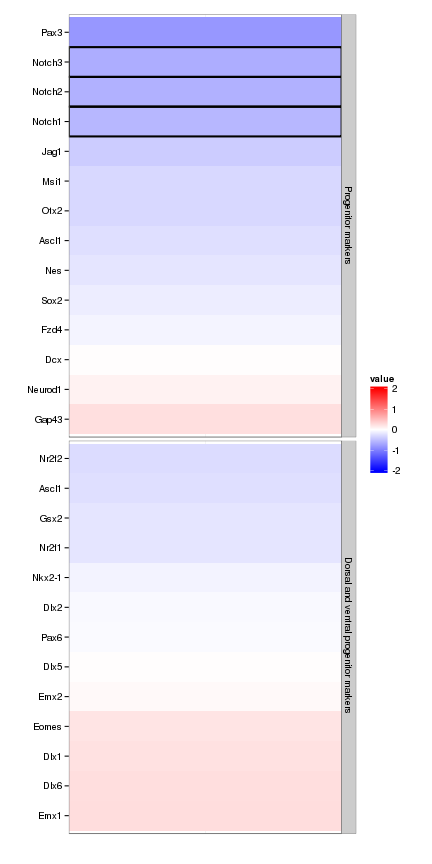 Pax3
Notch3
Notch2
Notch1
Jag1
Msi1
Otx2
Ascl1
Nes
Sox2
Fzd4
Dcx
Neurod1
Gap43
Progenitor markers
Nr2f2
Ascl1
Gsx2
Nr2f1
Nkx2-1
Dlx2
Pax6
Dlx5
Emx2
Eomes
Dlx1
Dlx6
Emx1
Dorsal and ventral progenitor markers
value
2
1
0
-1
-2